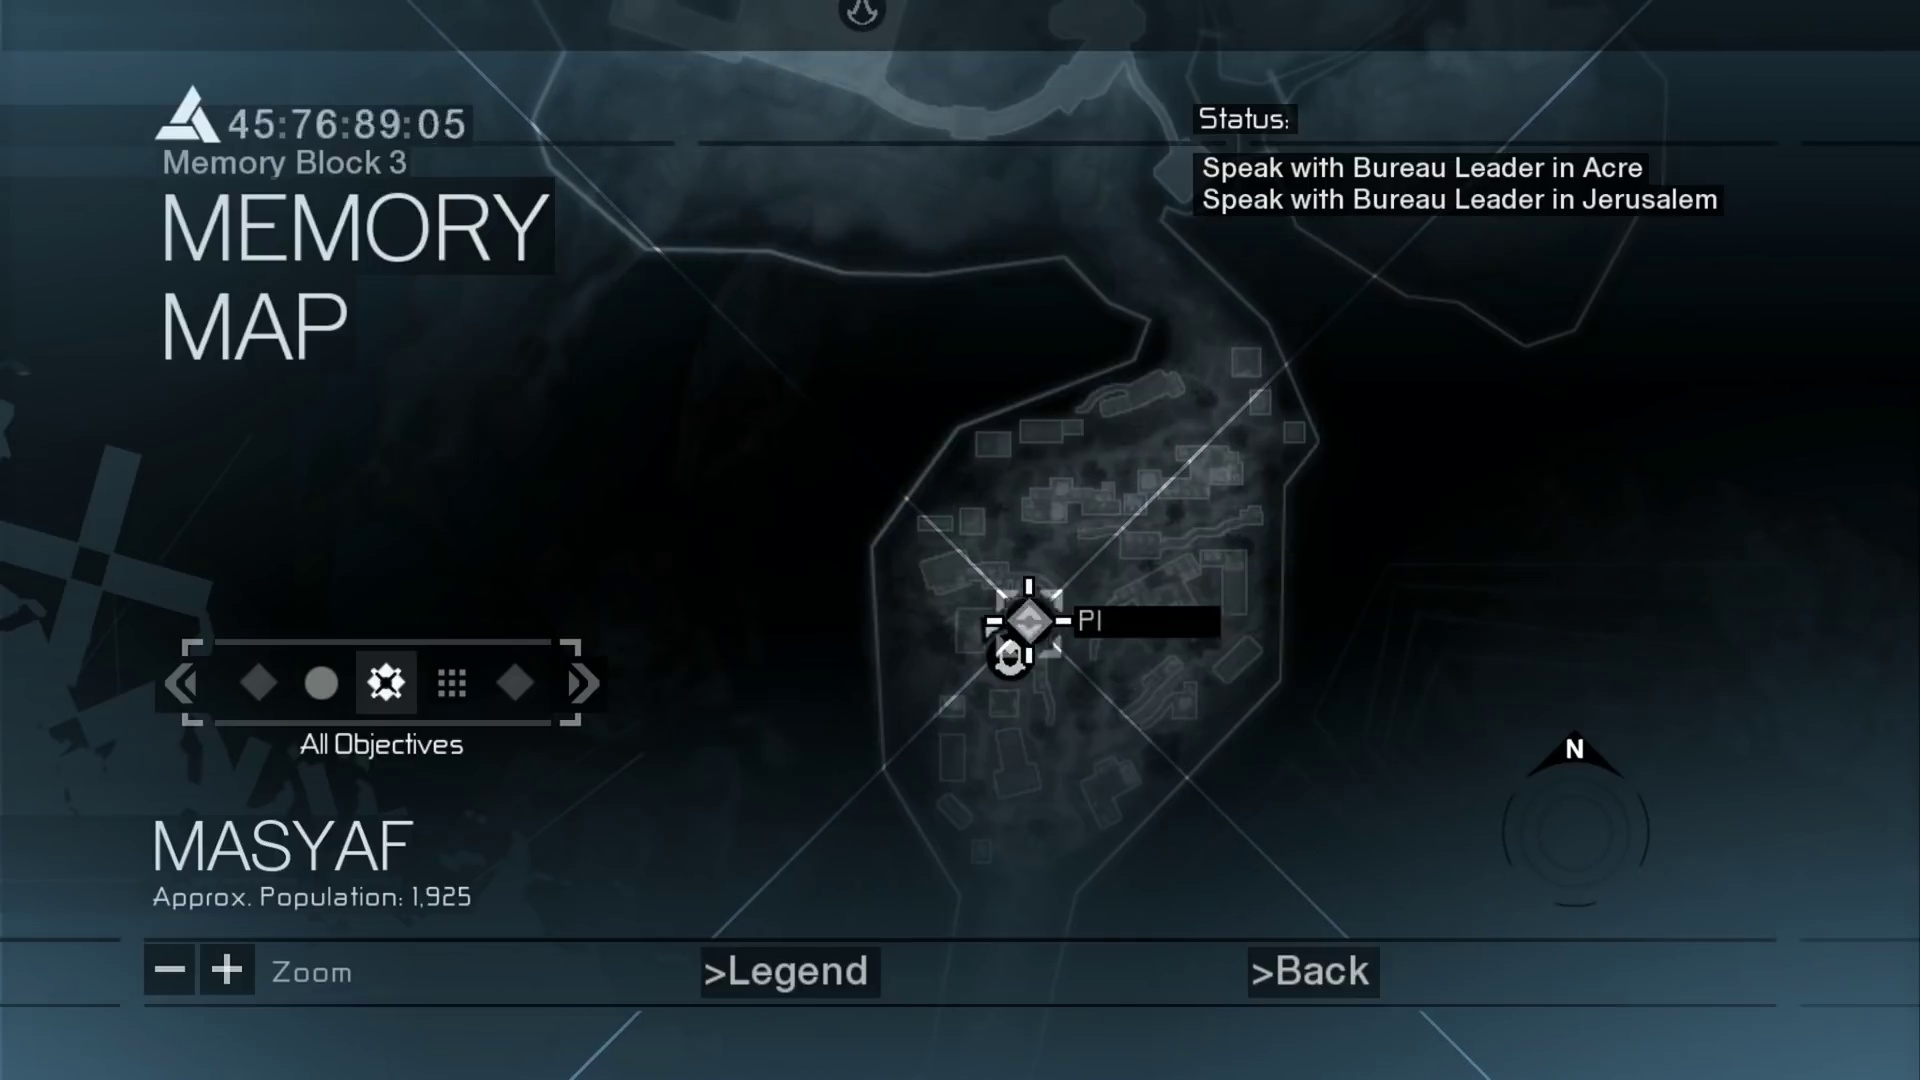 45:76:89:05
Memory Block 3
MEMORY
MAP
Status:
Speak with Bureau Leader in Acre
Speak with Bureau Leader in Jerusalem
Pl
All Objectives
MASYAF
Approx. Population: 1,925
Zoom
>Legend
>Back
N